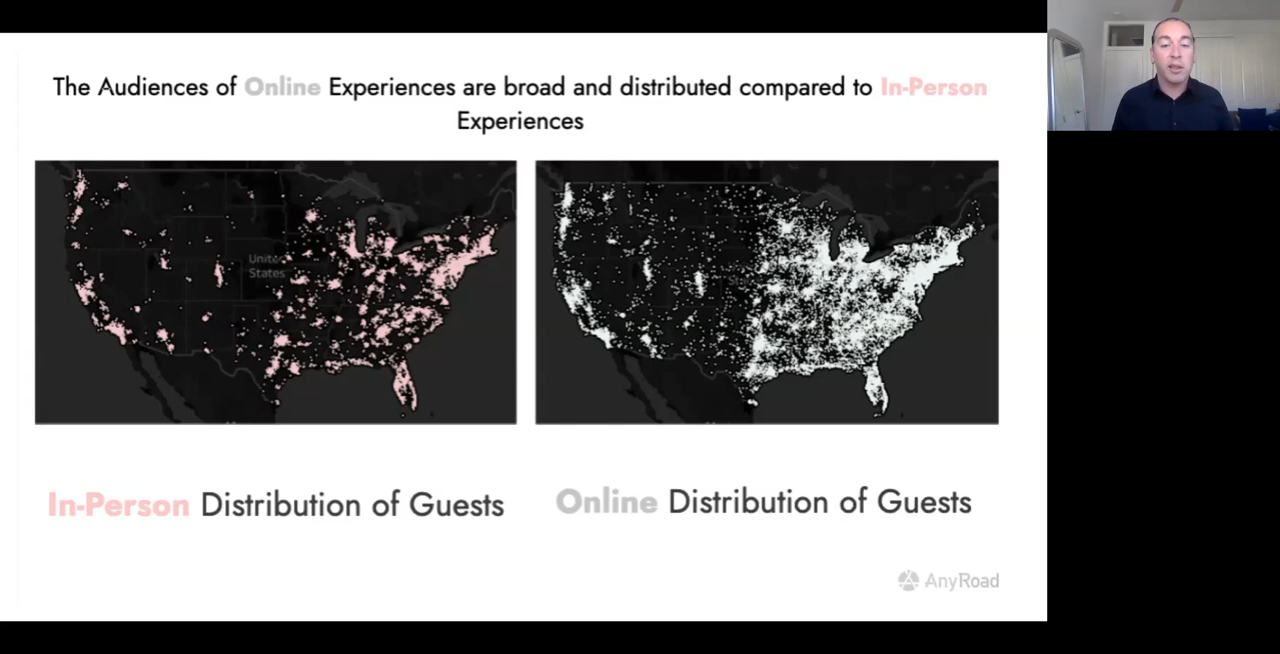 The Audiences of Online Experiences are broad and distributed compared to In-Person
Experiences
United
States
In-Person Distribution of Guests
Online Distribution of Guests
AnyRoad